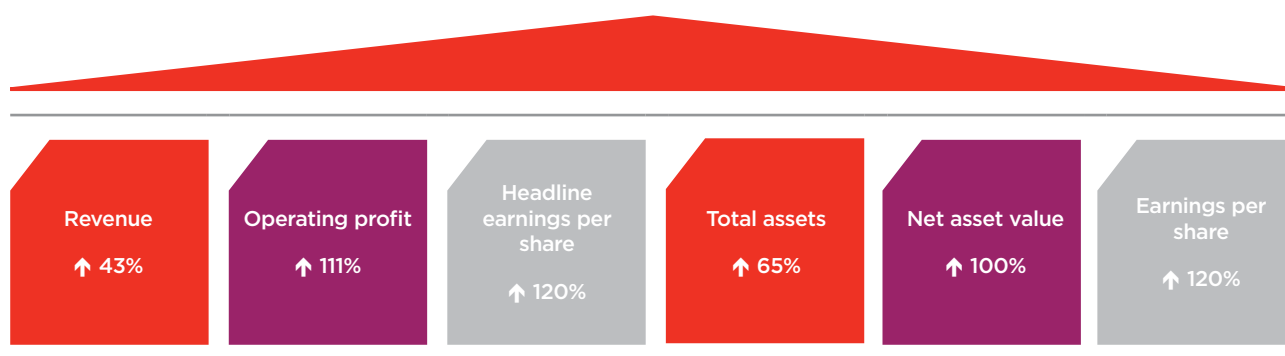 Revenue
↑ 43%
Operating profit
↑ 111%
Headline
earnings per
share
↑ 120%
Total assets
↑ 65%
Net asset value
↑ 100%
Earnings per
share
↑ 120%